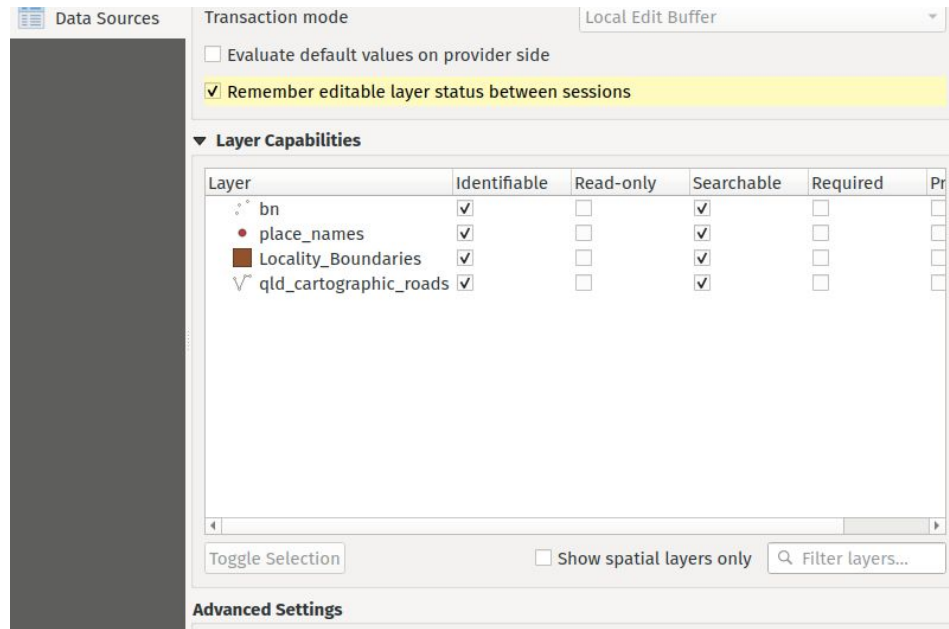 Data Sources
Transaction mode Local Edit Buffer
Evaluate default values on provider side
Remember editable layer status between sessions
Layer Capabilities
Layer Identifiable Read-only Searchable Required Pr
bn
place_names
Locality_Boundaries
qld_cartographic_roads
Toggle Selection Show spatial layers only Filter layers...
Advanced Settings